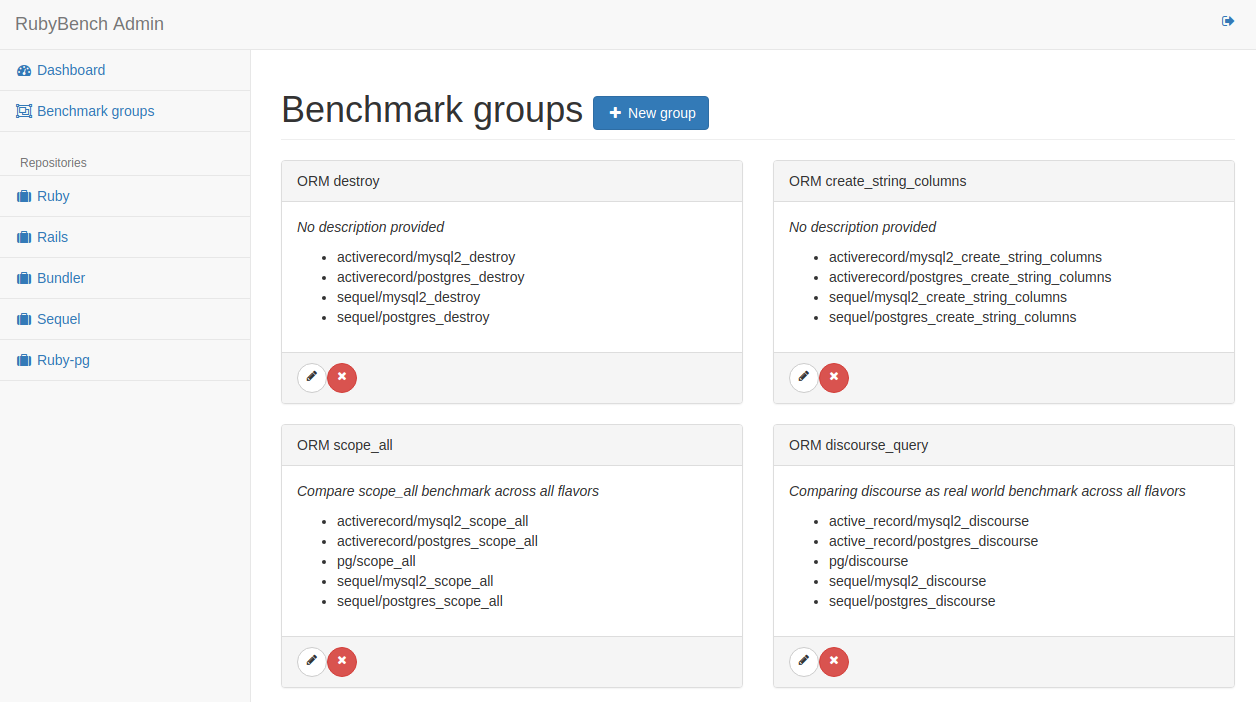 RubyBench Admin
Dashboard
Benchmark groups
Repositories
Ruby
Rails
Bundler
Sequel
Ruby-pg
Benchmark groups
New group
ORM destroy
No description provided
activerecord/mysql2_destroy
activerecord/postgres_destroy
sequel/mysql2_destroy
sequel/postgres_destroy
ORM create_string_columns
No description provided
activerecord/mysql2_create_string_columns
activerecord/postgres_create_string_columns
sequel/mysql2_create_string_columns
sequel/postgres_create_string_columns
ORM scope_all
Compare scope_all benchmark across all flavors
activerecord/mysql2_scope_all
activerecord/postgres_scope_all
pg/scope_all
sequel/mysql2_scope_all
sequel/postgres_scope_all
ORM discourse_query
Comparing discourse as real world benchmark across all flavors
active_record/mysql2_discourse
active_record/postgres_discourse
pg/discourse
sequel/mysql2_discourse
sequel/postgres_discourse